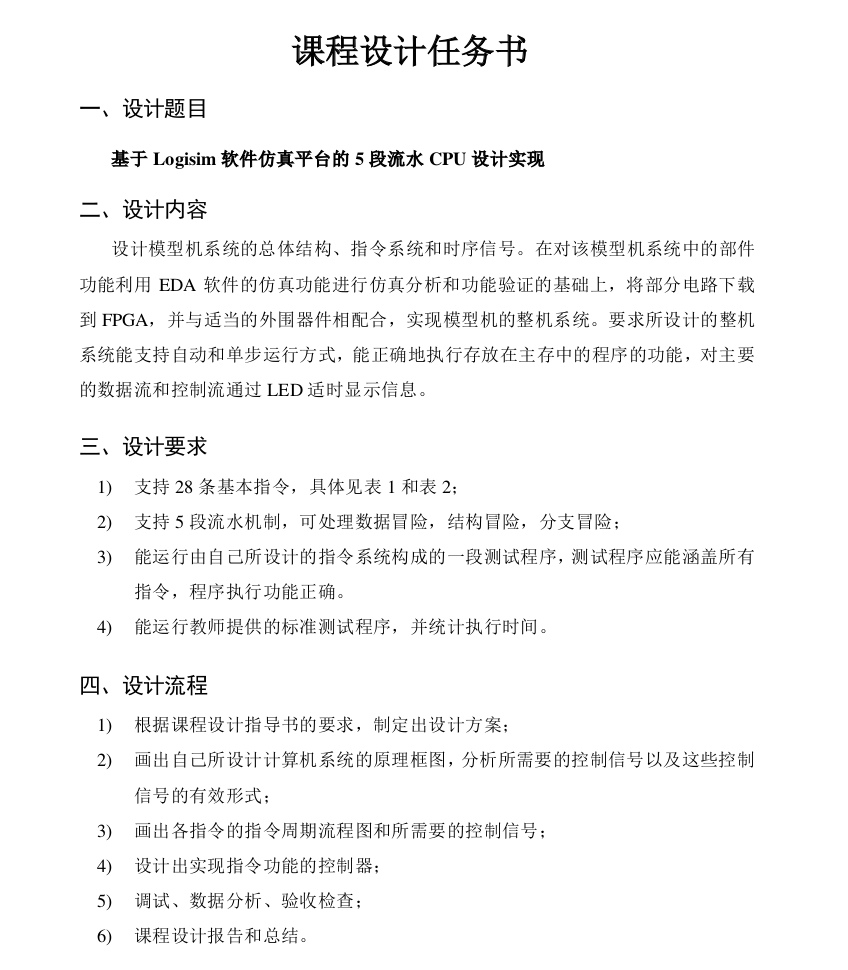 课程设计任务书
一、设计题目
基于 Logisim 软件仿真平台的 5 段流水 CPU 设计实现
二、设计内容
设计模型机系统的总体结构、指令系统和时序信号。在对该模型机系统中的部件
功能利用 EDA 软件的仿真功能进行仿真分析和功能验证的基础上，将部分电路下载
到 FPGA，并与适当的外围器件相配合，实现模型机的整机系统。要求所设计的整机
系统能支持自动和单步运行方式，能正确地执行存放在主存中的程序的功能，对主要
的数据流和控制流通过 LED 适时显示信息。
三、设计要求
1) 支持 28 条基本指令，具体见表 1 和表 2；
2) 支持 5 段流水机制，可处理数据冒险，结构冒险，分支冒险；
3) 能运行由自己所设计的指令系统构成的一段测试程序，测试程序应能涵盖所有
指令，程序执行功能正确。
4) 能运行教师提供的标准测试程序，并统计执行时间。
四、设计流程
1) 根据课程设计指导书的要求，制定出设计方案；
2) 画出自己所设计计算机系统的原理框图，分析所需要的控制信号以及这些控制
信号的有效形式；
3) 画出各指令的指令周期流程图和所需要的控制信号；
4) 设计出实现指令功能的控制器；
5) 调试、数据分析、验收检查；
6) 课程设计报告和总结。